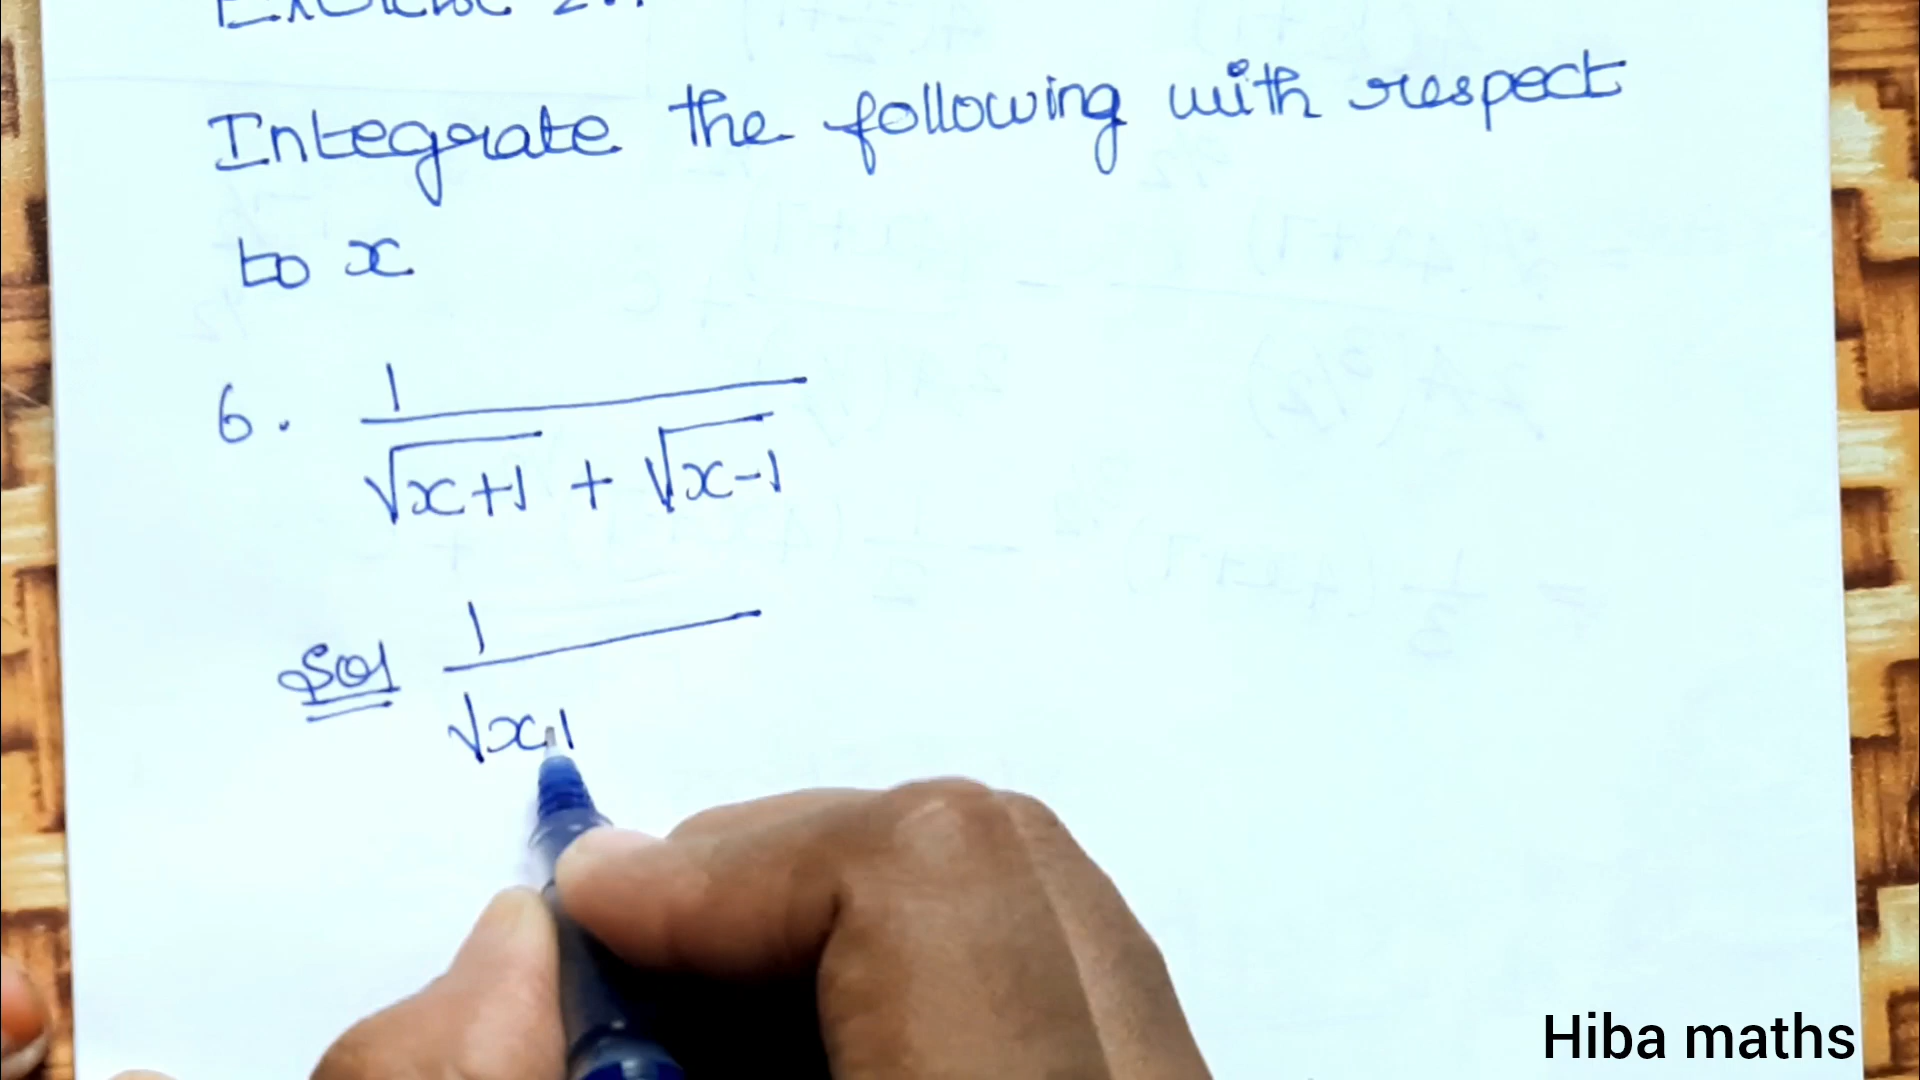 Integrate the following with respect
to x
6. 1
√x+1 + √x-1
Sol 1
√x+1
Hiba maths